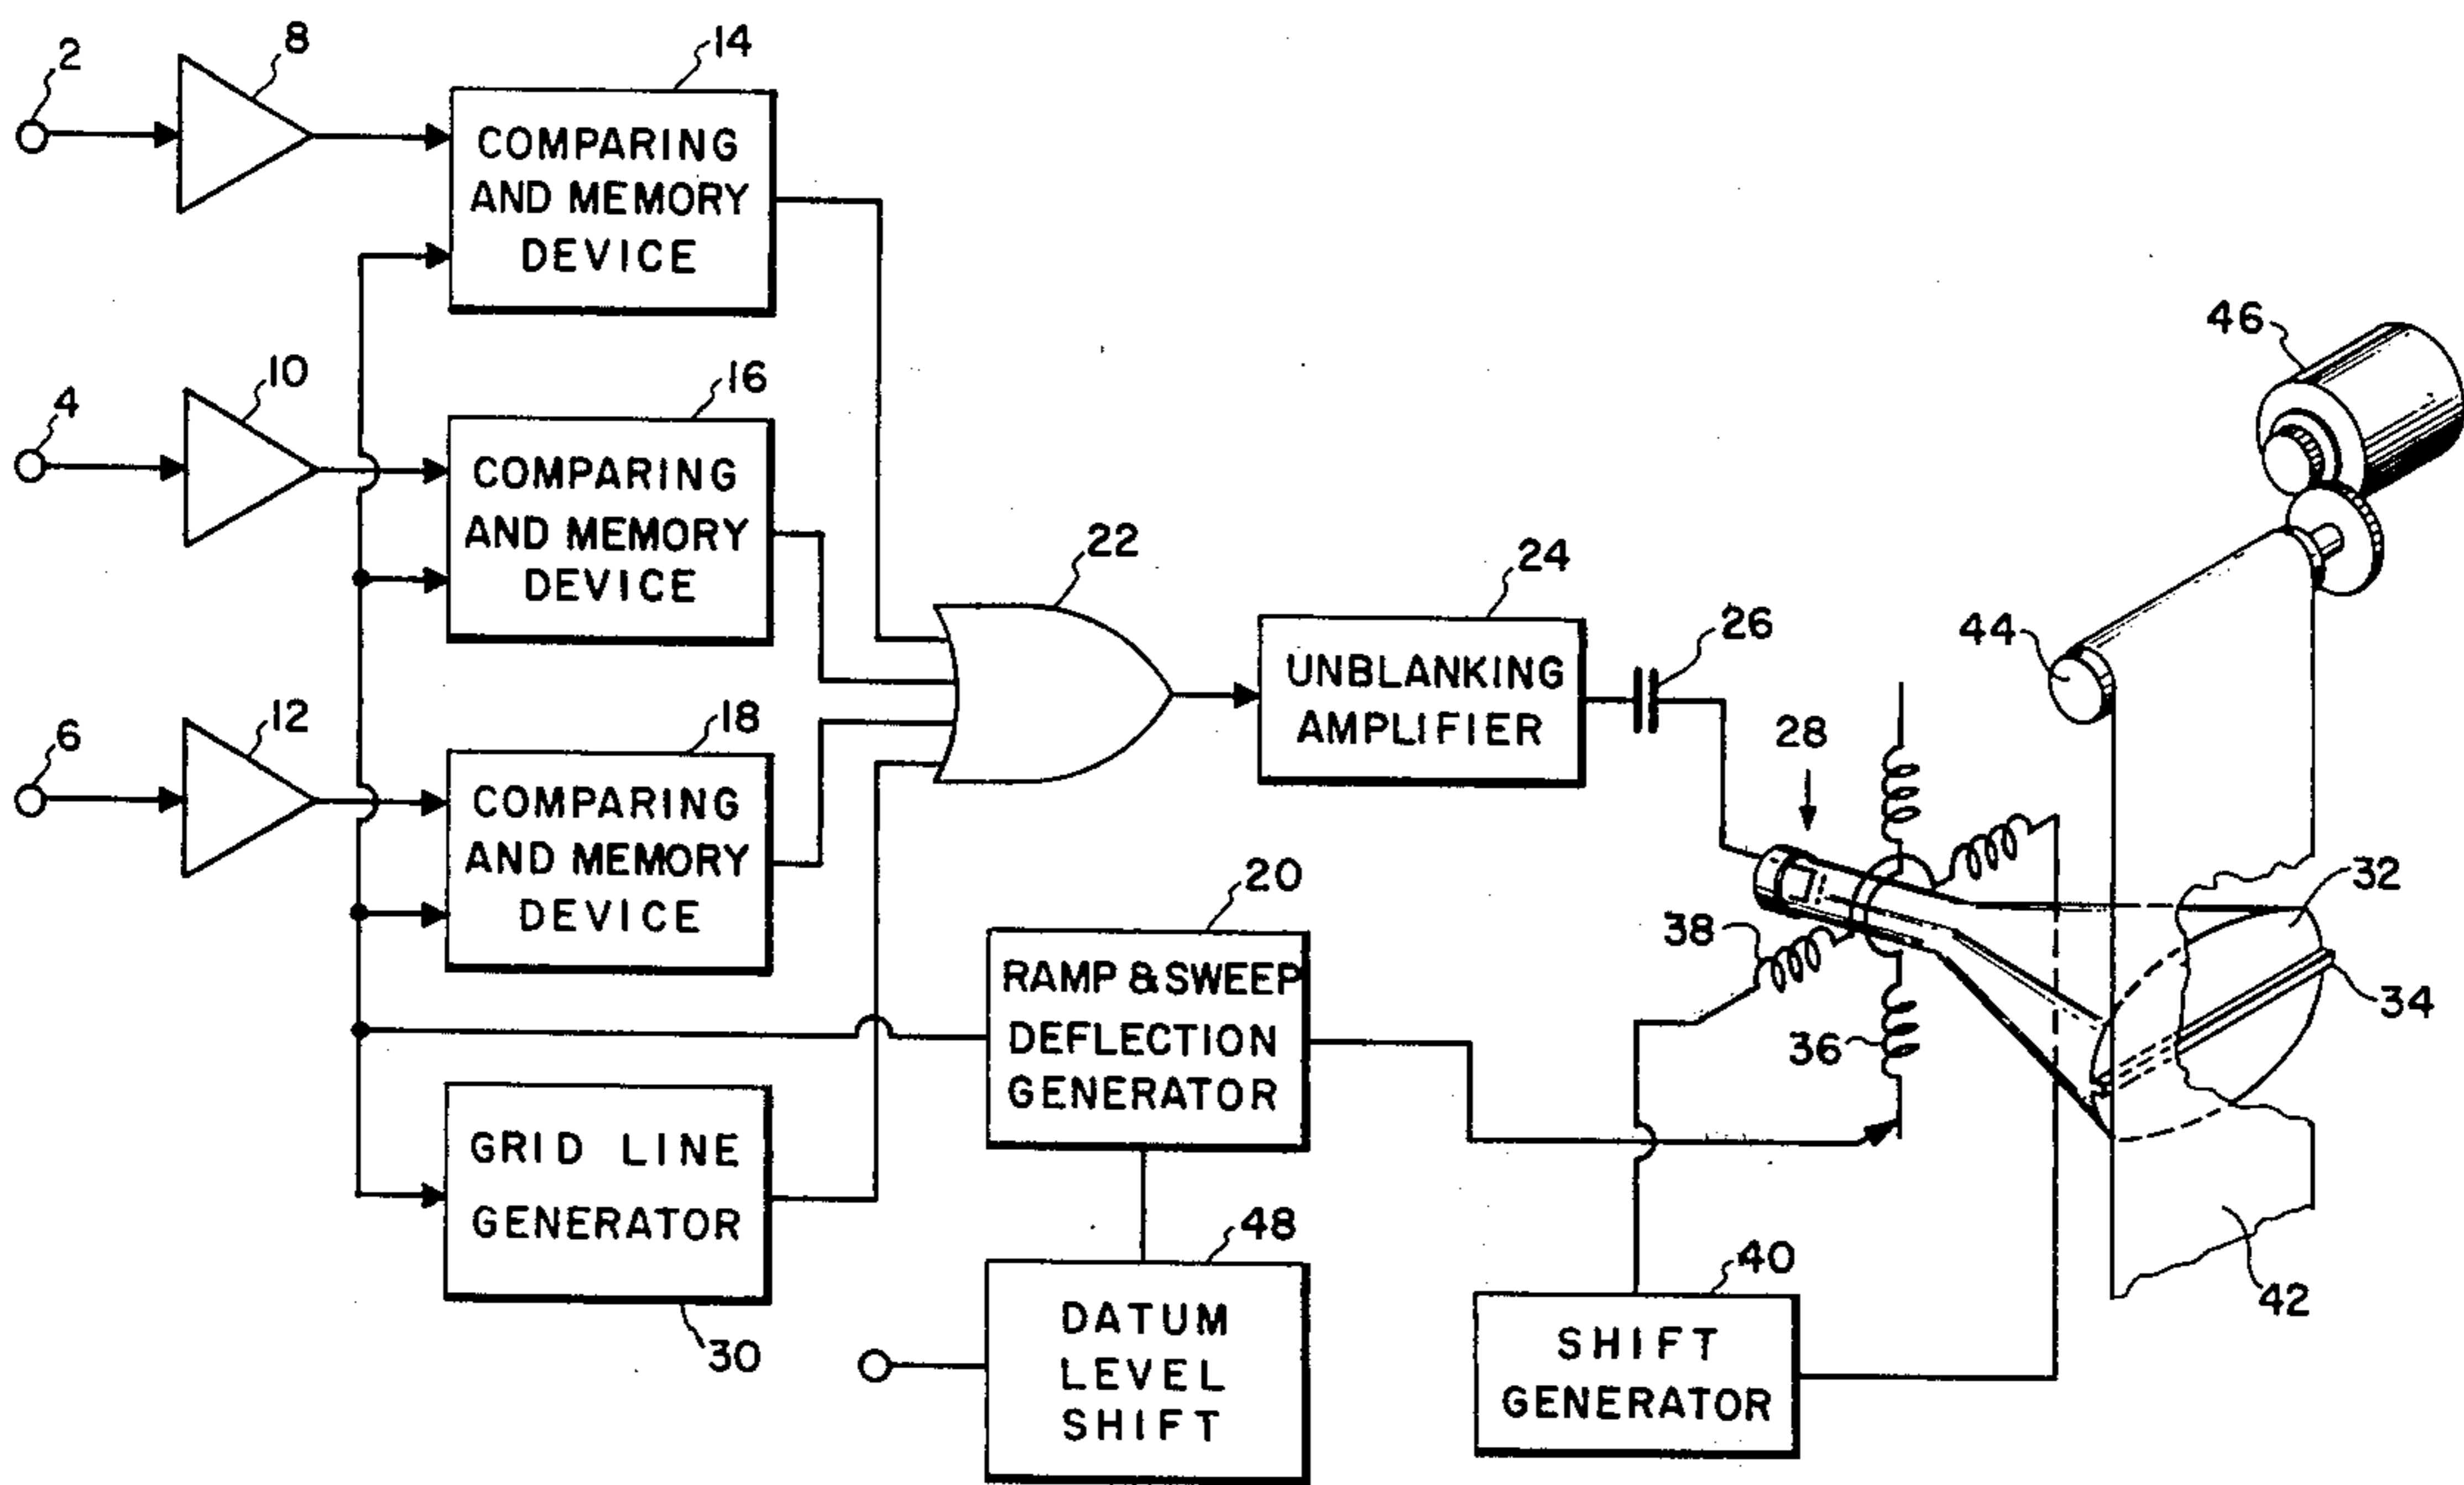 2
8
14
COMPARING
AND MEMORY
DEVICE
46
4
10
16
COMPARING
AND MEMORY
DEVICE
22
24
26
44
UNBLANKING
AMPLIFIER
28
6
12
18
COMPARING
AND MEMORY
DEVICE
20
32
38
34
RAMP & SWEEP
DEFLECTION
GENERATOR
36
GRID LINE
GENERATOR
30
48
DATUM
LEVEL
SHIFT
40
SHIFT
GENERATOR
42